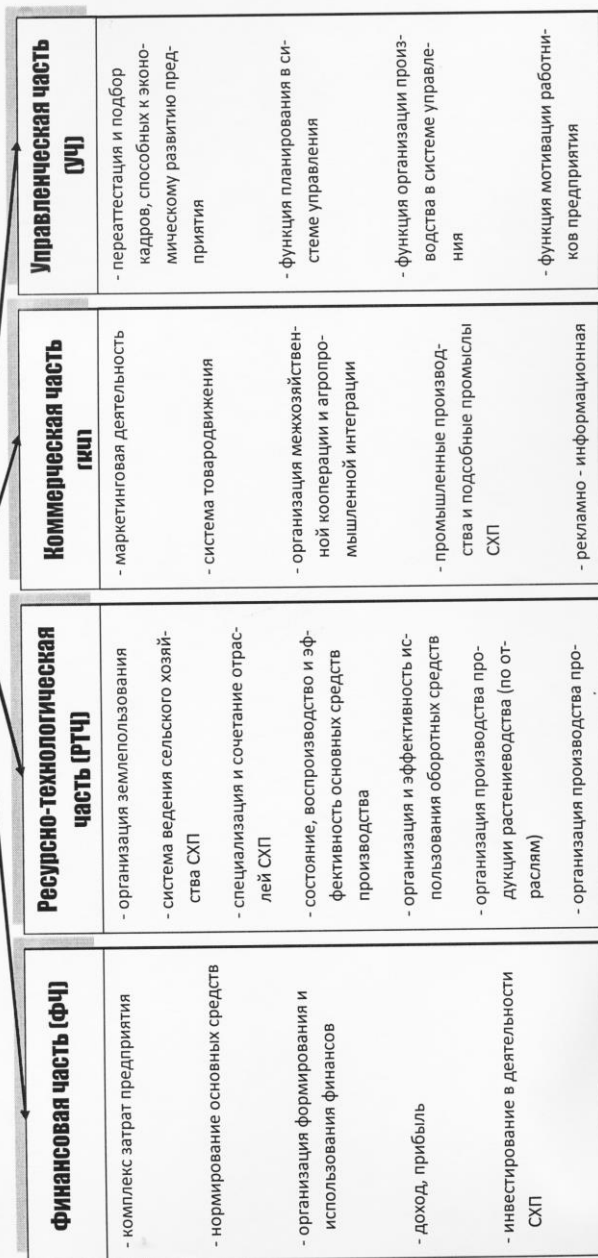 Финансовая часть (ФЧ)
- комплекс затрат предприятия
- нормирование основных средств
- организация формирования и
использования финансов
- доход, прибыль
- инвестирование в деятельности
СХП
Ресурсно-технологическая
часть (РТЧ)
- организация землепользования
- система ведения сельского хозяй-
ства СХП
- специализация и сочетание отрас-
лей СХП
- состояние, воспроизводство и эф-
фективность основных средств
производства
- организация и эффективность ис-
пользования оборотных средств
- организация производства про-
дукции растениеводства (по от-
раслям)
- организация производства про-
Коммерческая часть
(КЧ)
- маркетинговая деятельность
- система товародвижения
- организация межхозяйствен-
ной кооперации и агропро-
мышленной интеграции
- промышленные производ-
ства и подсобные промыслы
СХП
- рекламно - информационная
Управленческая часть
(УЧ)
- переаттестация и подбор
кадров, способных к эконо-
мическому развитию пред-
приятия
- функция планирования в си-
стеме управления
- функция организации произ-
водства в системе управле-
ния
- функция мотивации работни-
ков предприятия